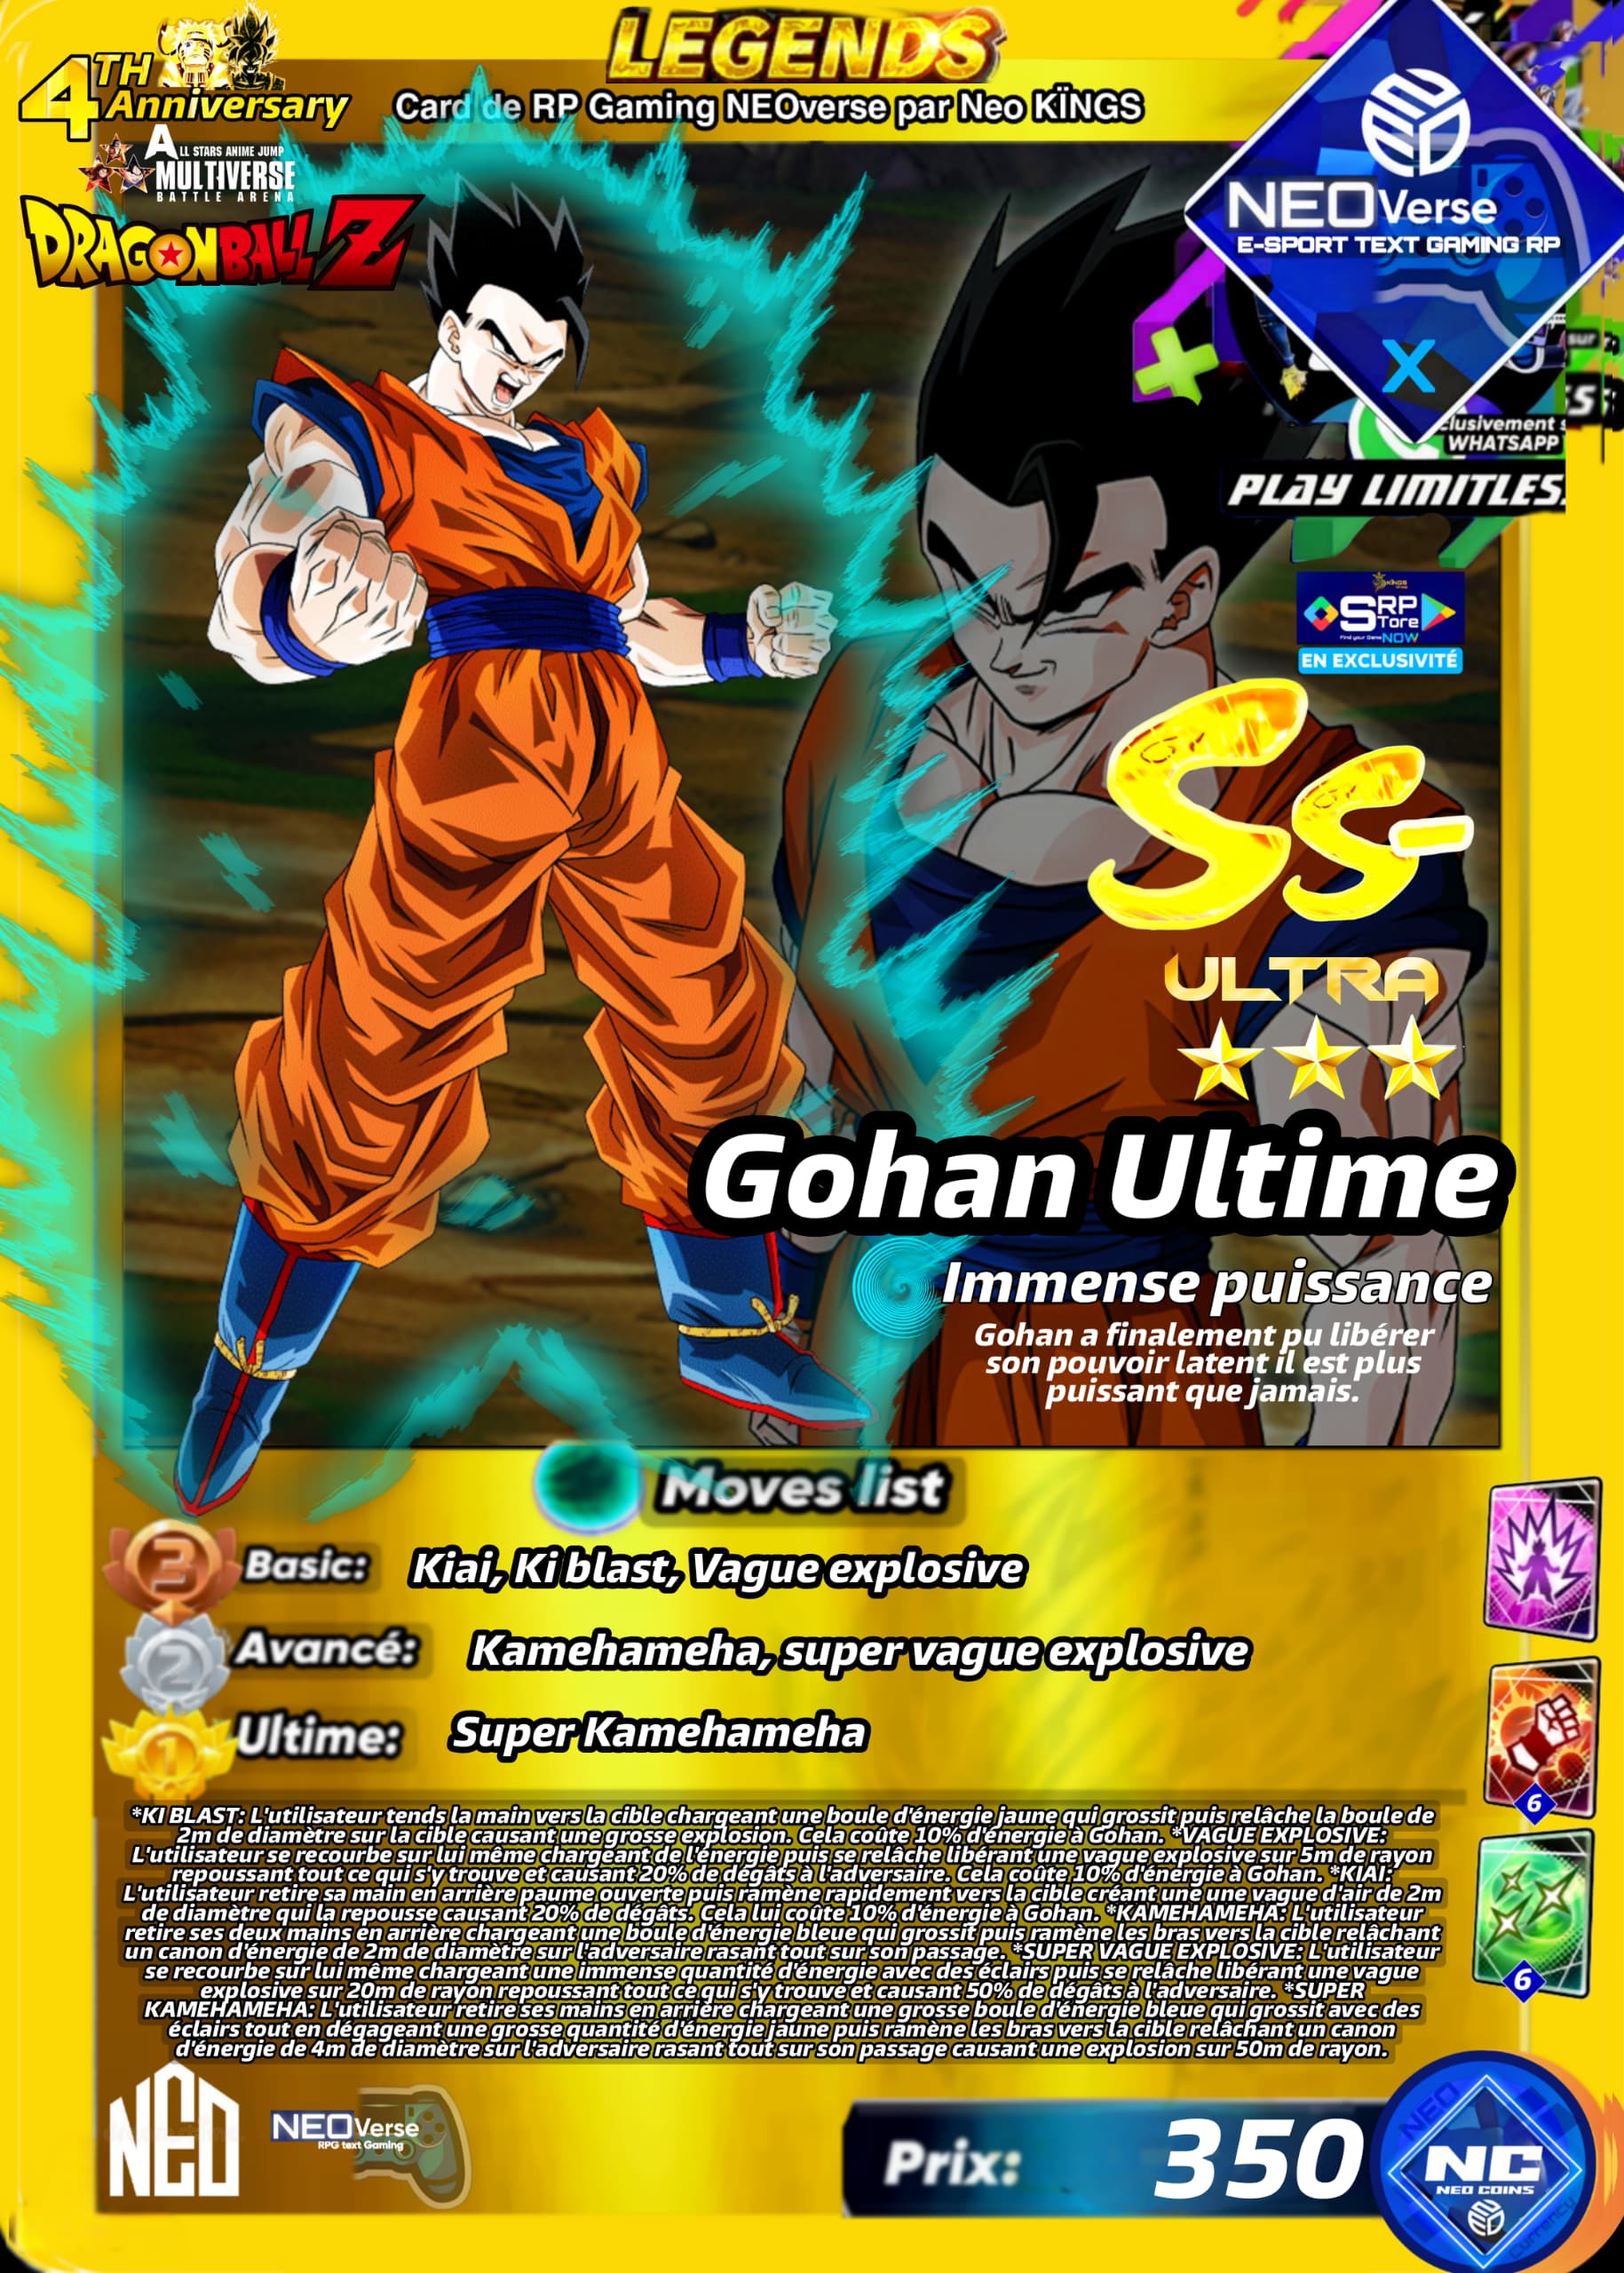 LEGENDS
4TH
Anniversary
Card de RP Gaming NEOverse par Neo KÏNGS
ALL STARS ANIME JUMP
MULTIVERSE
BATTLE ARENA
DRAGONBALL Z
NEO
NEOVerse
E-SPORT TEXT GAMING RP
X
sur
clusivement s
WHATSAPP
PLAY LIMITLES
KINGS
SRP
Tore
Find your Game NOW
EN EXCLUSIVITÉ
Ss-
ULTRA
Gohan Ultime
Immense puissance
Gohan a finalement pu libérer
son pouvoir latent il est plus
puissant que jamais.
Moves list
3 Basic: Kiai, Ki blast, Vague explosive
2 Avancé: Kamehameha, super vague explosive
1 Ultime: Super Kamehameha
6
6
*KI BLAST: L'utilisateur tends la main vers la cible chargeant une boule d'énergie jaune qui grossit puis relâche la boule de
2m de diamètre sur la cible causant une grosse explosion. Cela coûte 10% d'énergie à Gohan. *VAGUE EXPLOSIVE:
L'utilisateur se recourbe sur lui même chargeant de l'énergie puis se relâche libérant une vague explosive sur 5m de rayon
repoussant tout ce qui s'y trouve et causant 20% de dégâts à l'adversaire. Cela coûte 10% d'énergie à Gohan. *KIAI:
L'utilisateur retire sa main en arrière paume ouverte puis ramène rapidement vers la cible créant une une vague d'air de 2m
de diamètre qui la repousse causant 20% de dégâts. Cela lui coûte 10% d'énergie à Gohan. *KAMEHAMEHA: L'utilisateur
retire ses deux mains en arrière chargeant une boule d'énergie bleue qui grossit puis ramène les bras vers la cible relâchant
un canon d'énergie de 2m de diamètre sur l'adversaire rasant tout sur son passage. *SUPER VAGUE EXPLOSIVE: L'utilisateur
se recourbe sur lui même chargeant une immense quantité d'énergie avec des éclairs puis se relâche libérant une vague
explosive sur 20m de rayon repoussant tout ce qui s'y trouve et causant 50% de dégâts à l'adversaire. *SUPER
KAMEHAMEHA: L'utilisateur retire ses mains en arrière chargeant une grosse boule d'énergie bleue qui grossit avec des
éclairs tout en dégageant une grosse quantité d'énergie jaune puis ramène les bras vers la cible relâchant un canon
d'énergie de 4m de diamètre sur l'adversaire rasant tout sur son passage causant une explosion sur 50m de rayon.
NEO
NEOVerse
RPG text Gaming
Prix: 350
NEO
NC
NEO COINS
Currency